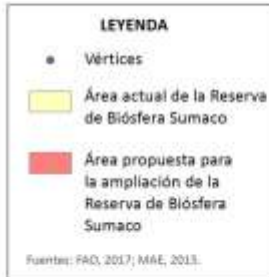 LEYENDA
Vértices
Área actual de la Reserva
de Biósfera Sumaco
Área propuesta para
la ampliación de la
Reserva de Biósfera
Sumaco
Fuentes: FAO, 2017; MAE, 2013.